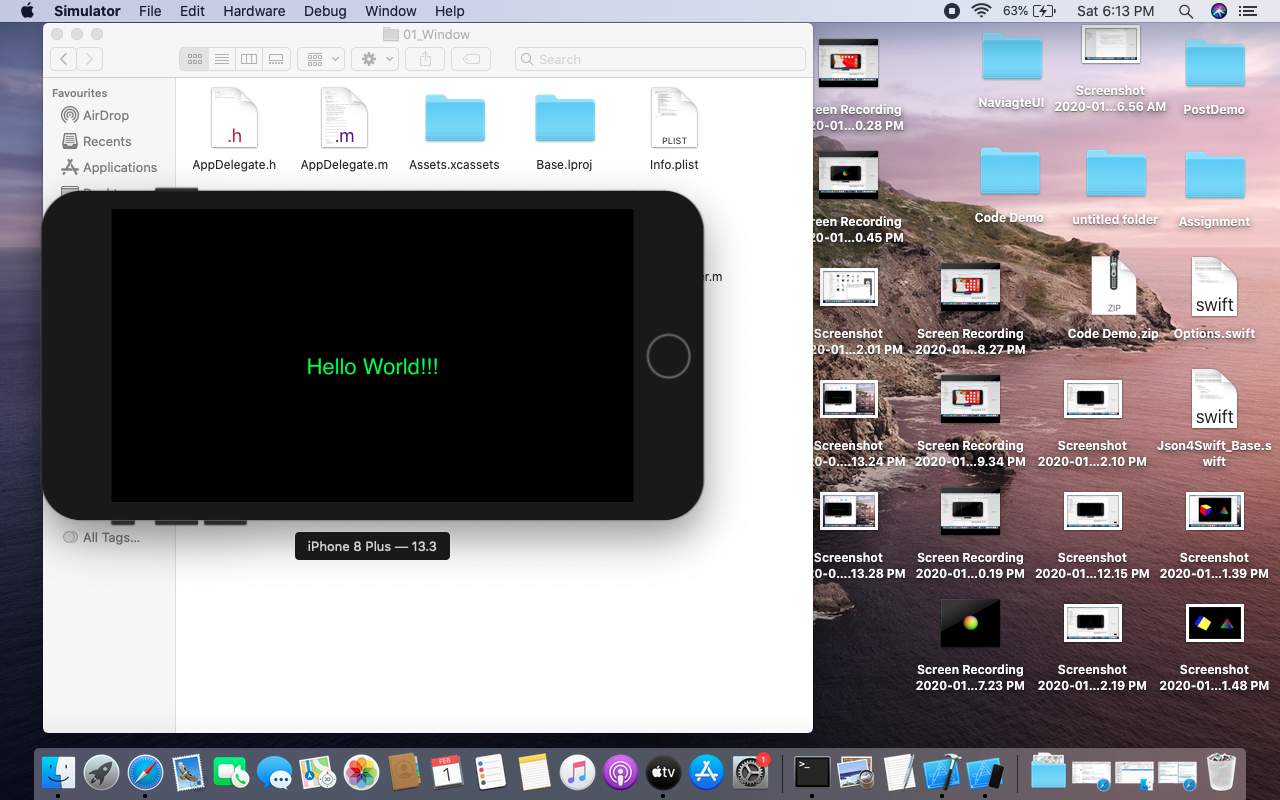 Simulator File Edit Hardware Debug Window Help 63% Sat 6:13 PM
01_Window
Search
Favourites
AirDrop
Recents
Applications
.h
AppDelegate.h
.m
AppDelegate.m
Assets.xcassets
Base.lproj
PLIST
Info.plist
er.m
Hello World!!!
iPhone 8 Plus — 13.3
All Tags...
reen Recording
20-01...0.28 PM
NaviagteUI
Screenshot
2020-01...6.56 AM
PostDemo
reen Recording
20-01...0.45 PM
Code Demo
untitled folder
Assignment
Screenshot
20-01...2.01 PM
Screen Recording
2020-01...8.27 PM
ZIP
Code Demo.zip
swift
Options.swift
Screenshot
20-0....13.24 PM
Screen Recording
2020-01...9.34 PM
Screenshot
2020-01...2.10 PM
swift
Json4Swift_Base.s
wift
Screenshot
20-0....13.28 PM
Screen Recording
2020-01...0.19 PM
Screenshot
2020-01...12.15 PM
Screenshot
2020-01...1.39 PM
Screen Recording
2020-01...7.23 PM
Screenshot
2020-01...2.19 PM
Screenshot
2020-01...1.48 PM
FEB
1
tv
1
>_